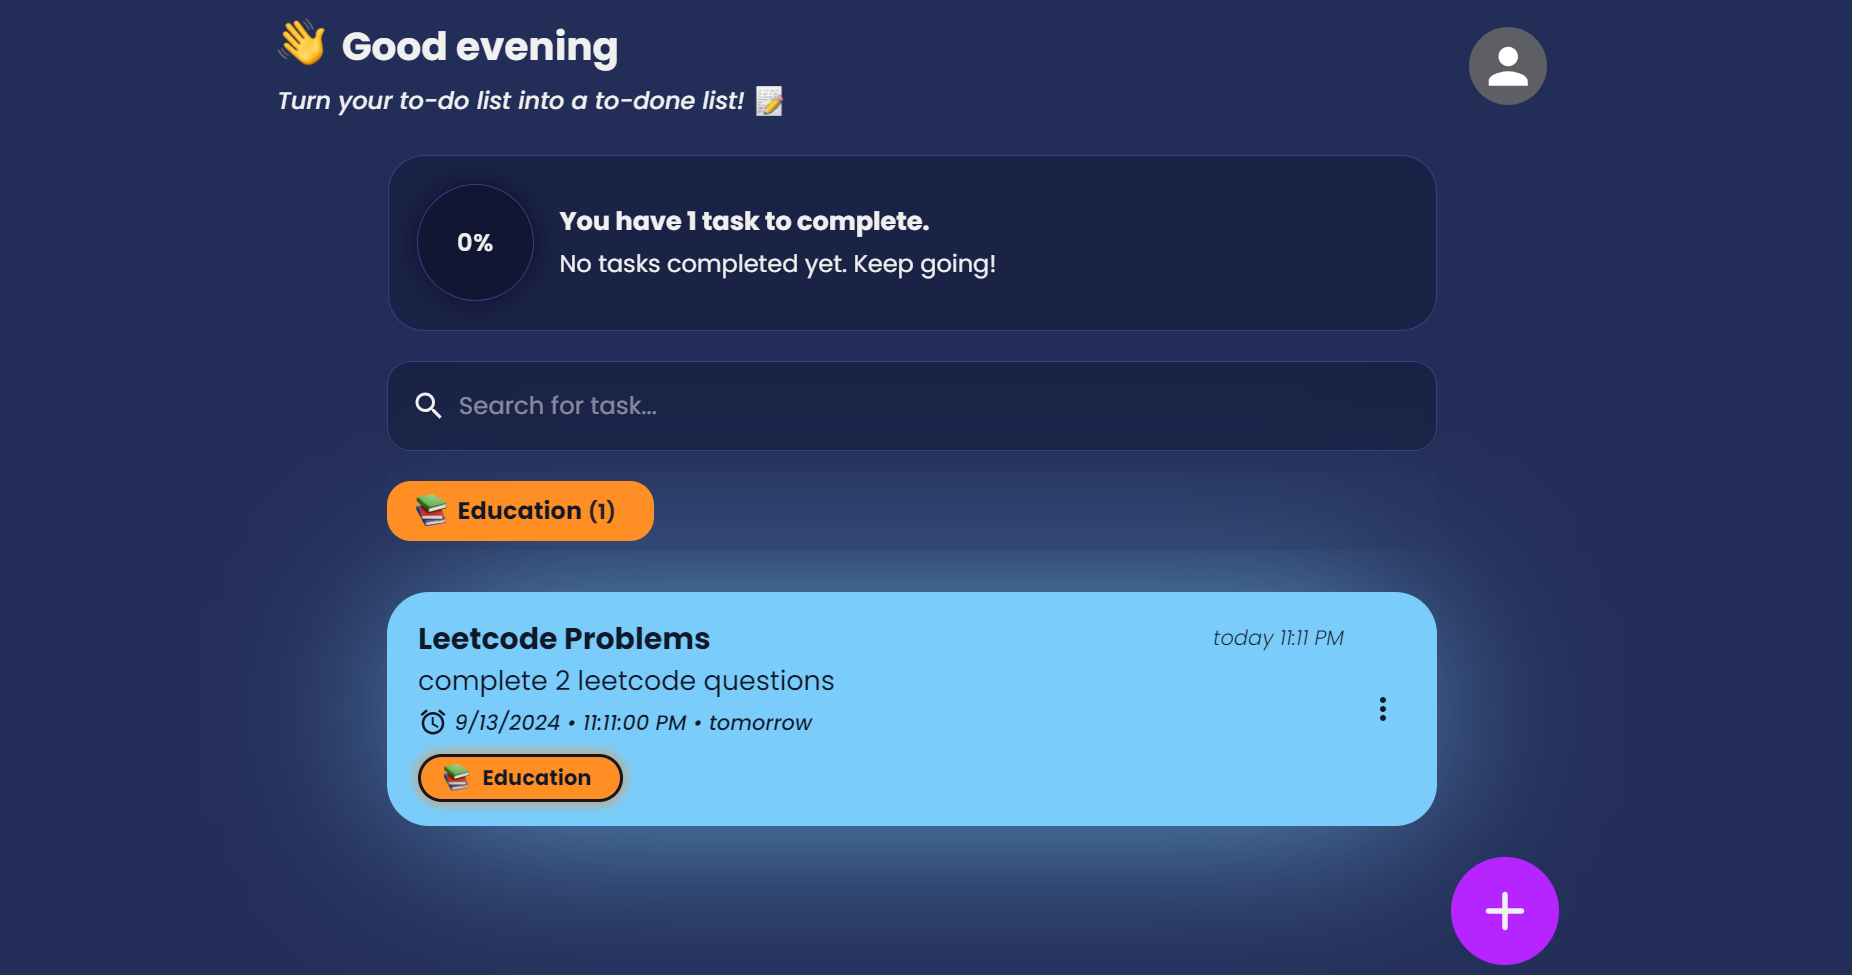 Good evening
Turn your to-do list into a to-done list!
0%
You have 1 task to complete.
No tasks completed yet. Keep going!
Search for task...
Education (1)
Leetcode Problems
today 11:11 PM
complete 2 leetcode questions
9/13/2024 • 11:11:00 PM • tomorrow
Education